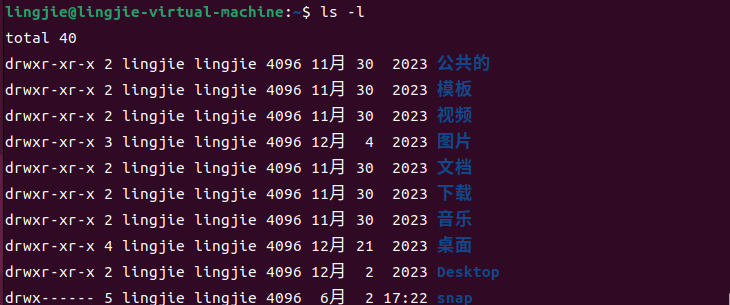 lingjie@lingjie-virtual-machine:~$ ls -l
total 40
drwxr-xr-x 2 lingjie lingjie 4096 11月 30  2023 公共的
drwxr-xr-x 2 lingjie lingjie 4096 11月 30  2023 模板
drwxr-xr-x 2 lingjie lingjie 4096 11月 30  2023 视频
drwxr-xr-x 3 lingjie lingjie 4096 12月  4  2023 图片
drwxr-xr-x 2 lingjie lingjie 4096 11月 30  2023 文档
drwxr-xr-x 2 lingjie lingjie 4096 11月 30  2023 下载
drwxr-xr-x 2 lingjie lingjie 4096 11月 30  2023 音乐
drwxr-xr-x 4 lingjie lingjie 4096 12月 21  2023 桌面
drwxr-xr-x 2 lingjie lingjie 4096 12月  2  2023 Desktop
drwx------ 5 lingjie lingjie 4096  6月  2 17:22 snap